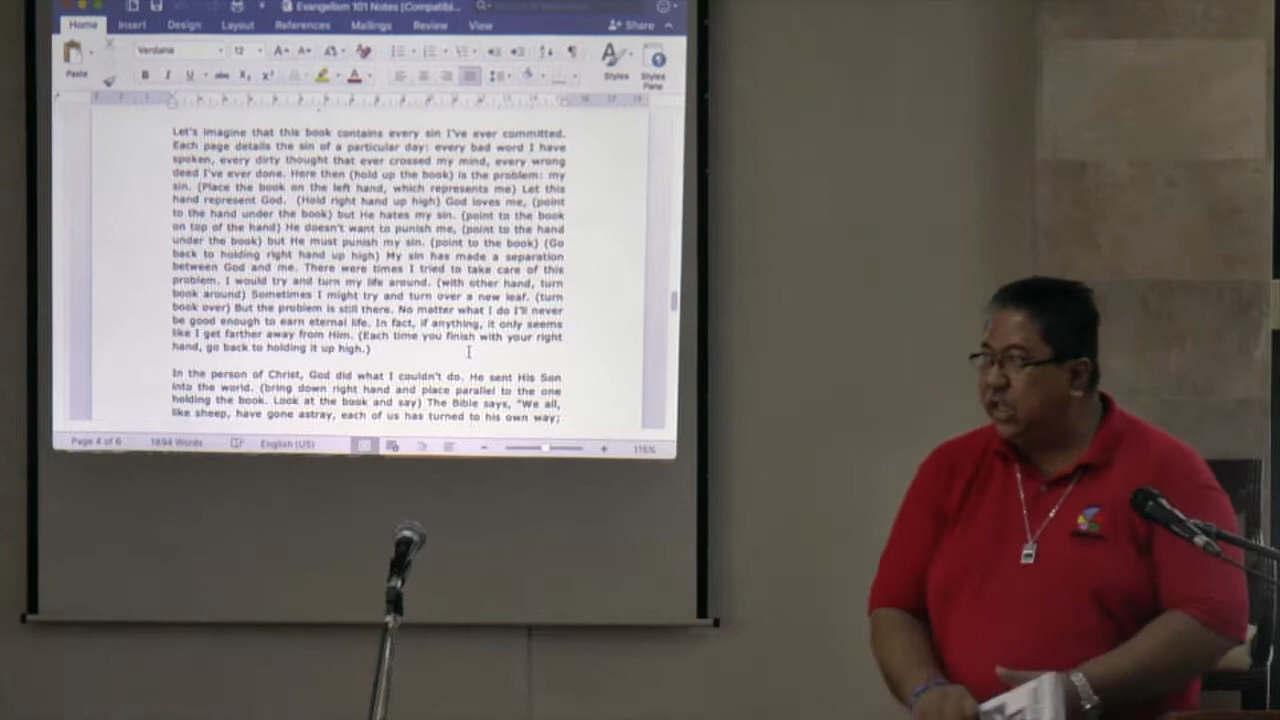 Evangelism 101 Notes [Compatibi...
Home Insert Design Layout References Mailings Review View Share
Verdana 12
Paste Styles Styles Pane
Let's imagine that this book contains every sin I've ever committed.
Each page details the sin of a particular day: every bad word I have
spoken, every dirty thought that ever crossed my mind, every wrong
deed I've ever done. Here then (hold up the book) is the problem: my
sin. (Place the book on the left hand, which represents me) Let this
hand represent God. (Hold right hand up high) God loves me, (point
to the hand under the book) but He hates my sin. (point to the book
on top of the hand) He doesn't want to punish me, (point to the hand
under the book) but He must punish my sin. (point to the book) (Go
back to holding right hand up high) My sin has made a separation
between God and me. There were times I tried to take care of this
problem. I would try and turn my life around. (with other hand, turn
book around) Sometimes I might try and turn over a new leaf. (turn
book over) But the problem is still there. No matter what I do I'll never
be good enough to earn eternal life. In fact, if anything, it only seems
like I get farther away from Him. (Each time you finish with your right
hand, go back to holding it up high.)
In the person of Christ, God did what I couldn't do. He sent His Son
into the world. (bring down right hand and place parallel to the one
holding the book. Look at the book and say) The Bible says, "We all,
like sheep, have gone astray, each of us has turned to his own way;
Page 4 of 6 1894 Words English (US) 115%